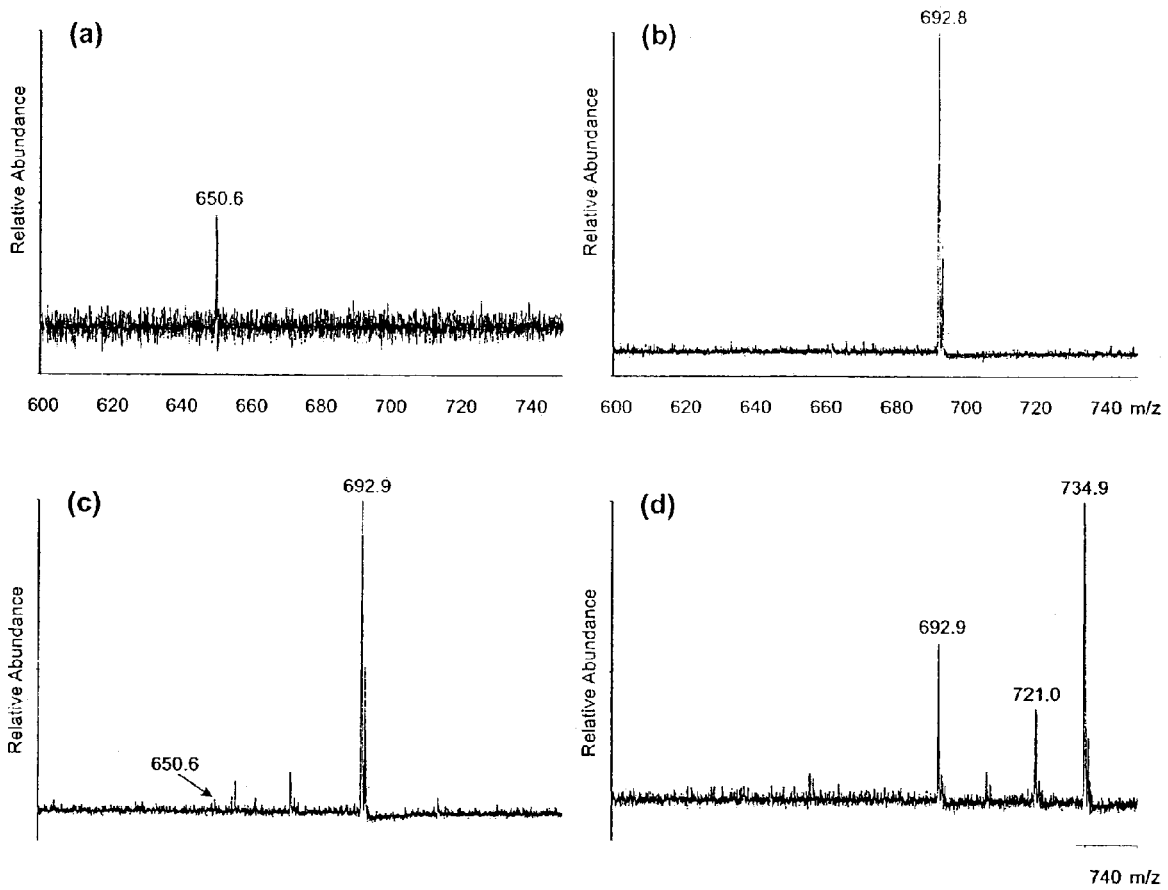 (a)
Relative Abundance
650.6
600 620 640 660 680 700 720 740
(b)
Relative Abundance
692.8
600 620 640 660 680 700 720 740 m/z
(c)
Relative Abundance
692.9
650.6
(d)
Relative Abundance
734.9
692.9
721.0
740 m/z